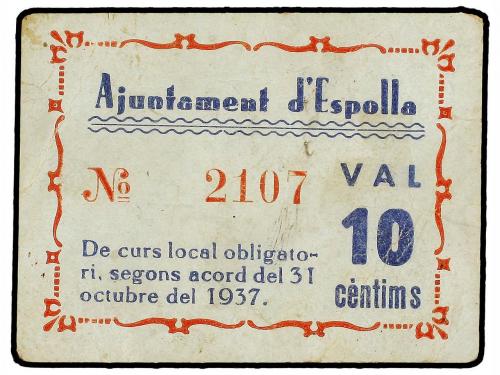 Ajuntament d'Espolla
Nº 2107
VAL
10
cèntims
De curs local obligato-
ri, segons acord del 31
octubre del 1937.